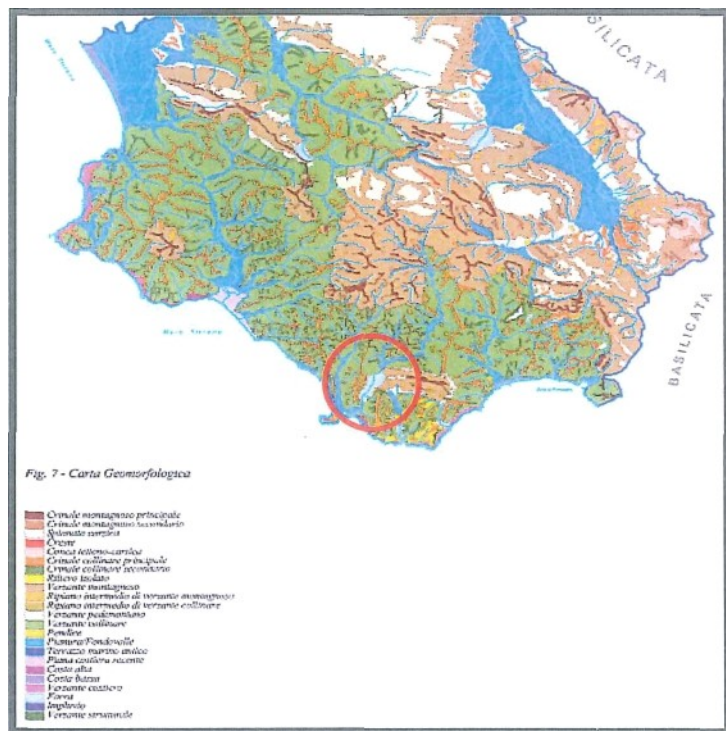 SILICATA
BASILICATA
Fig. 7 - Carta Geomorfologica
Crinale montagnoso principale
Crinale montagnoso secondario
Spianata carsica
Creste
Conca tettono-carsica
Crinale collinare principale
Crinale collinare secondario
Rilievo isolato
Versante montagnoso
Ripiano intermedio di versante montagnoso
Ripiano intermedio di versante collinare
Versante pedemontano
Versante collinare
Pendice
Pianura/Fondovalle
Terrazzo marino antico
Piana costiera recente
Costa alta
Costa bassa
Versante costiero
Forra
Impluvio
Versante strutturale